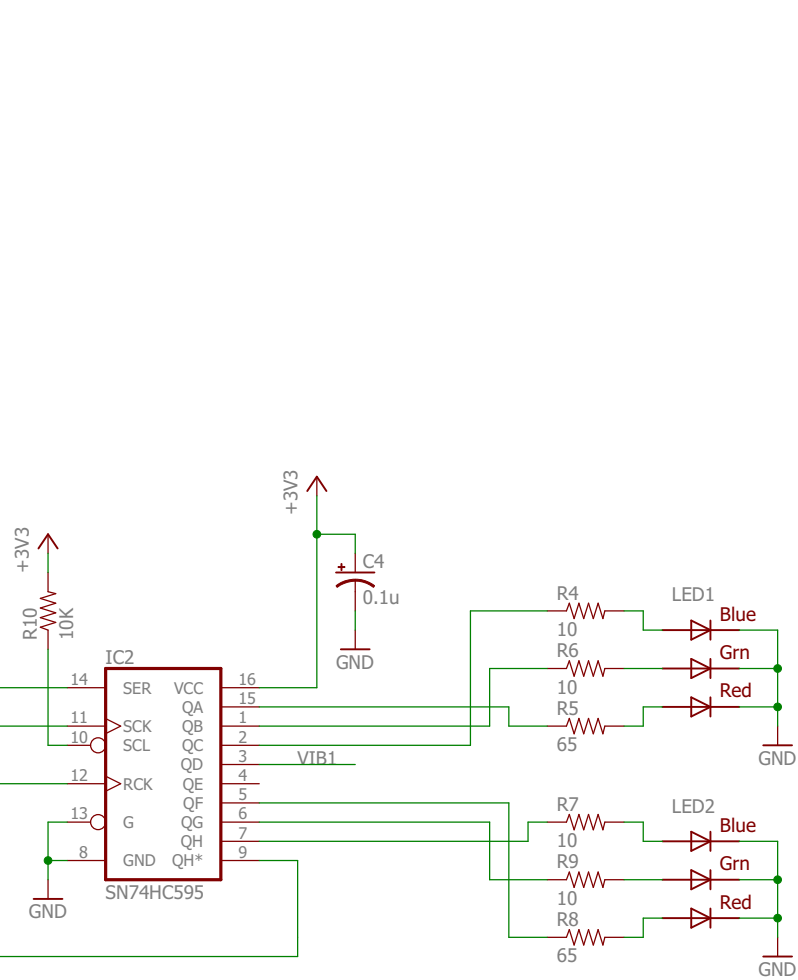 +3V3
C4
0.1u
GND
+3V3
R10
10K
IC2
14 SER VCC 16
QA 15
11 SCK QB 1
10 SCL QC 2
QD 3 VIB1
QE 4
12 RCK QF 5
13 G QG 6
QH 7
8 GND QH* 9
SN74HC595
GND
R4
10
LED1
Blue
R6
10
Grn
R5
65
Red
GND
R7
10
LED2
Blue
R9
10
Grn
R8
65
Red
GND